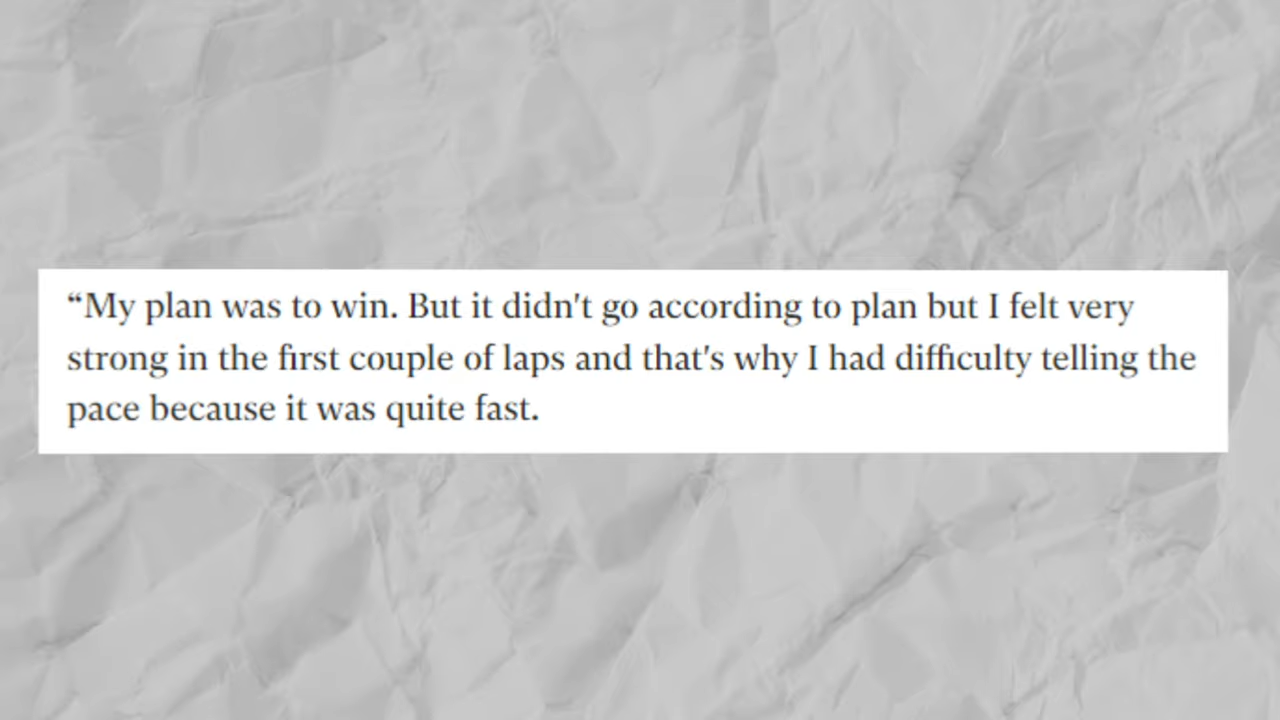 “My plan was to win. But it didn't go according to plan but I felt very
strong in the first couple of laps and that's why I had difficulty telling the
pace because it was quite fast.